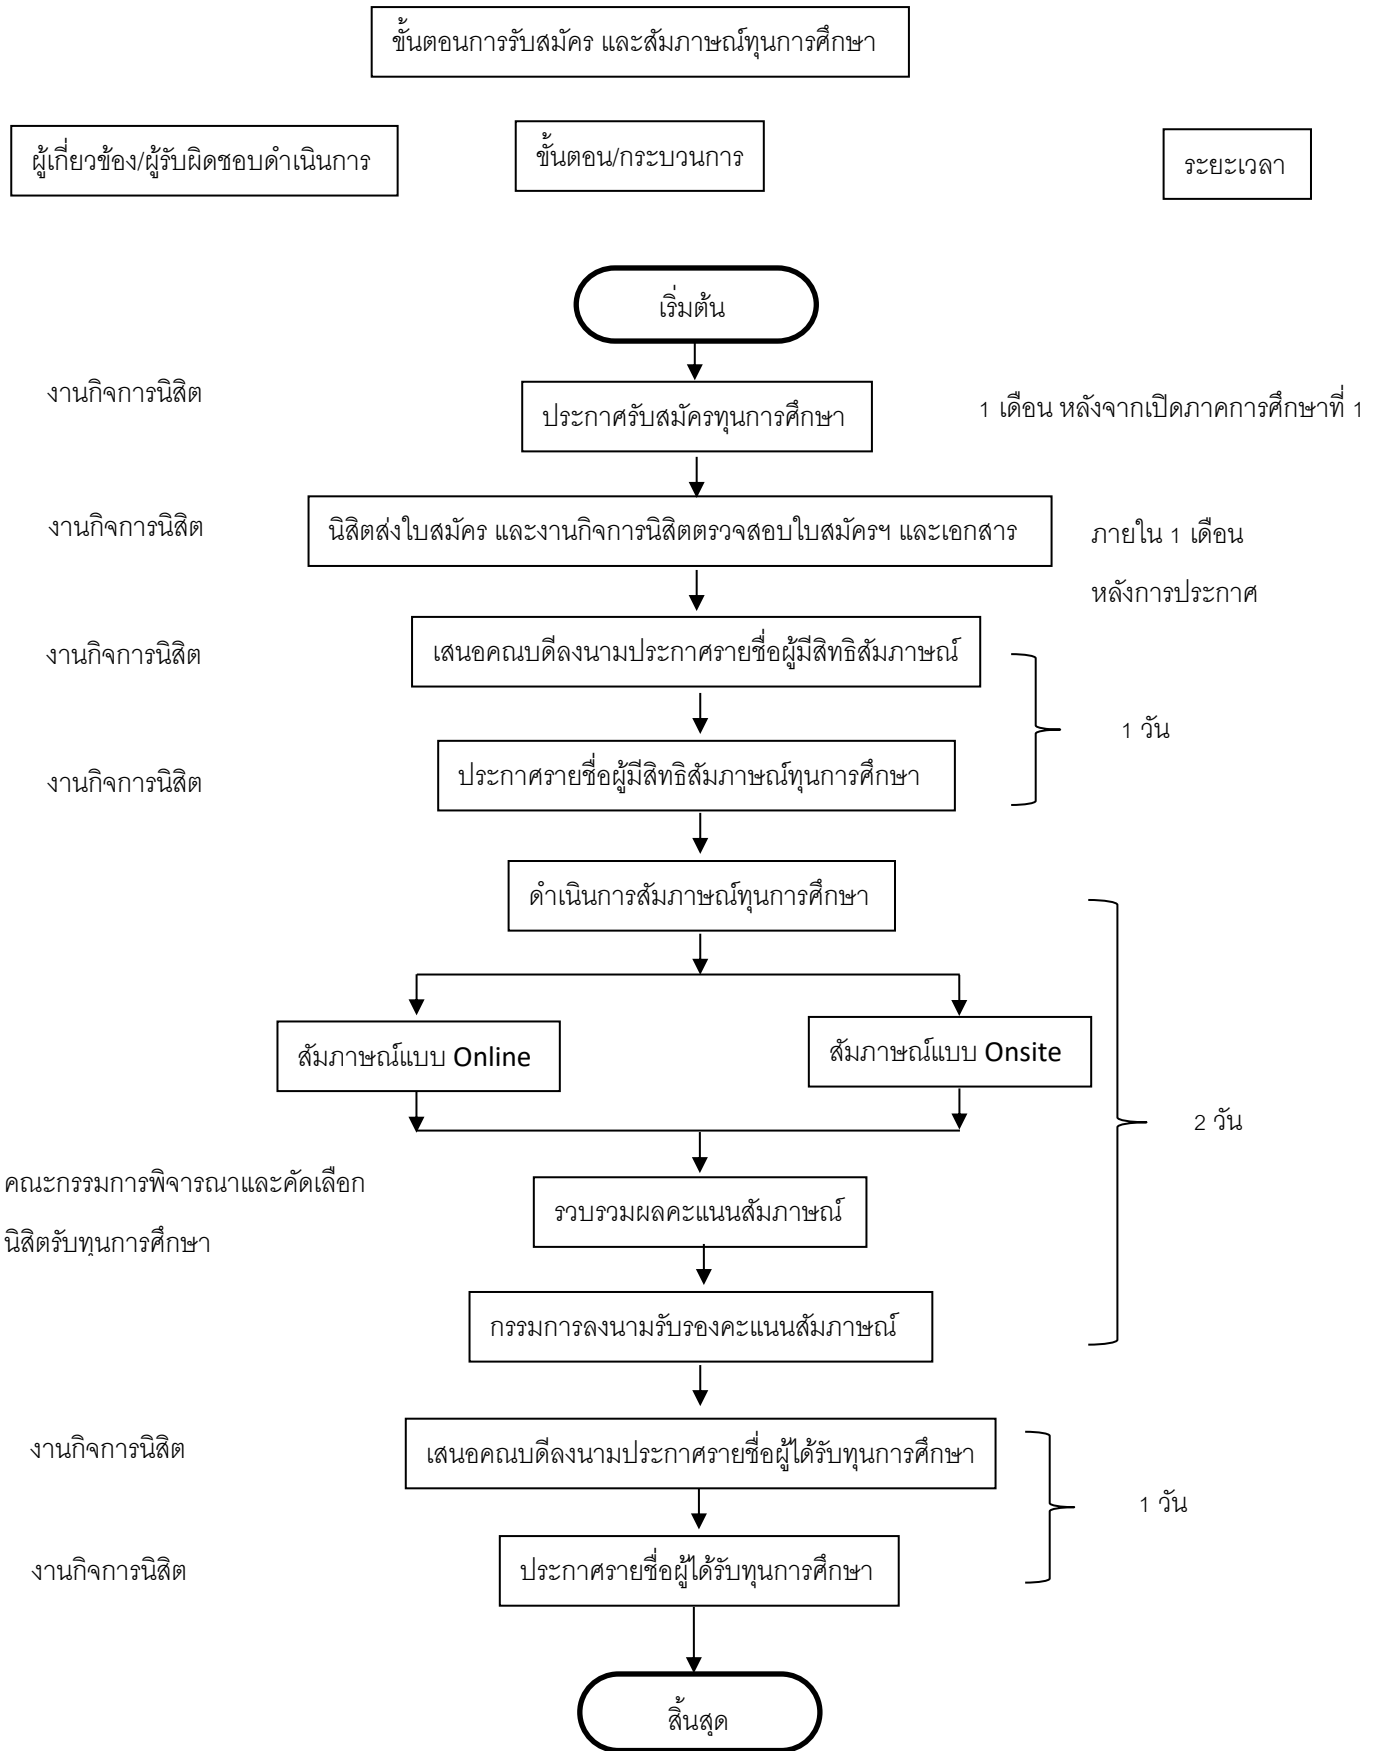 ขั้นตอนการรับสมัคร และสัมภาษณ์ทุนการศึกษา
ผู้เกี่ยวข้อง/ผู้รับผิดชอบดำเนินการ
ขั้นตอน/กระบวนการ
ระยะเวลา
เริ่มต้น
งานกิจการนิสิต
ประกาศรับสมัครทุนการศึกษา
1 เดือน หลังจากเปิดภาคการศึกษาที่ 1
งานกิจการนิสิต
นิสิตส่งใบสมัคร และงานกิจการนิสิตตรวจสอบใบสมัครฯ และเอกสาร
ภายใน 1 เดือน
หลังการประกาศ
งานกิจการนิสิต
เสนอคณบดีลงนามประกาศรายชื่อผู้มีสิทธิสัมภาษณ์
1 วัน
งานกิจการนิสิต
ประกาศรายชื่อผู้มีสิทธิสัมภาษณ์ทุนการศึกษา
ดำเนินการสัมภาษณ์ทุนการศึกษา
สัมภาษณ์แบบ Online
สัมภาษณ์แบบ Onsite
2 วัน
คณะกรรมการพิจารณาและคัดเลือก
นิสิตรับทุนการศึกษา
รวบรวมผลคะแนนสัมภาษณ์
กรรมการลงนามรับรองคะแนนสัมภาษณ์
งานกิจการนิสิต
เสนอคณบดีลงนามประกาศรายชื่อผู้ได้รับทุนการศึกษา
1 วัน
งานกิจการนิสิต
ประกาศรายชื่อผู้ได้รับทุนการศึกษา
สิ้นสุด